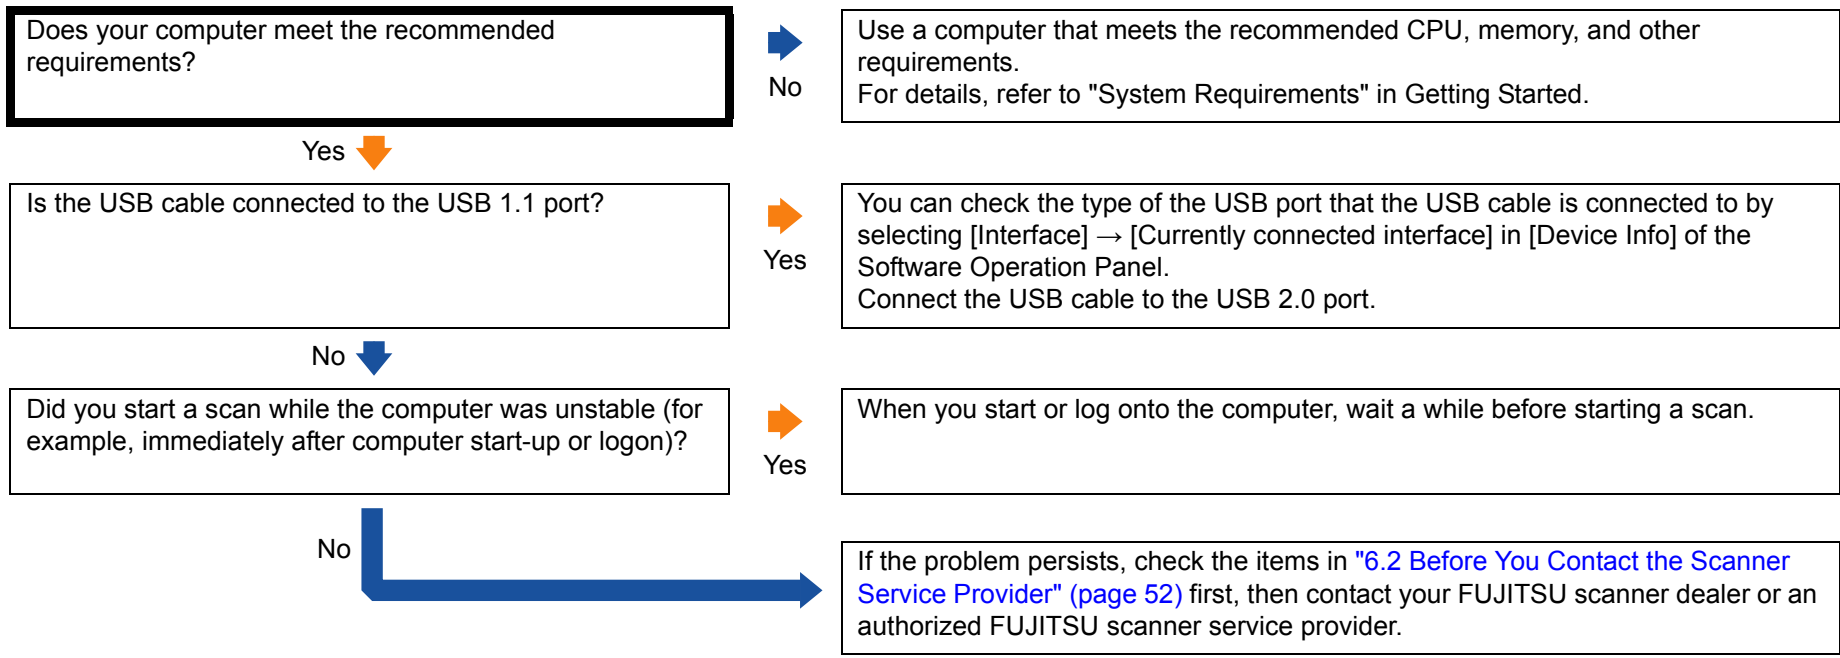 Does your computer meet the recommended
requirements?
No
Use a computer that meets the recommended CPU, memory, and other
requirements.
For details, refer to "System Requirements" in Getting Started.
Yes
Is the USB cable connected to the USB 1.1 port?
Yes
You can check the type of the USB port that the USB cable is connected to by
selecting [Interface] → [Currently connected interface] in [Device Info] of the
Software Operation Panel.
Connect the USB cable to the USB 2.0 port.
No
Did you start a scan while the computer was unstable (for
example, immediately after computer start-up or logon)?
Yes
When you start or log onto the computer, wait a while before starting a scan.
No
If the problem persists, check the items in "6.2 Before You Contact the Scanner
Service Provider" (page 52) first, then contact your FUJITSU scanner dealer or an
authorized FUJITSU scanner service provider.